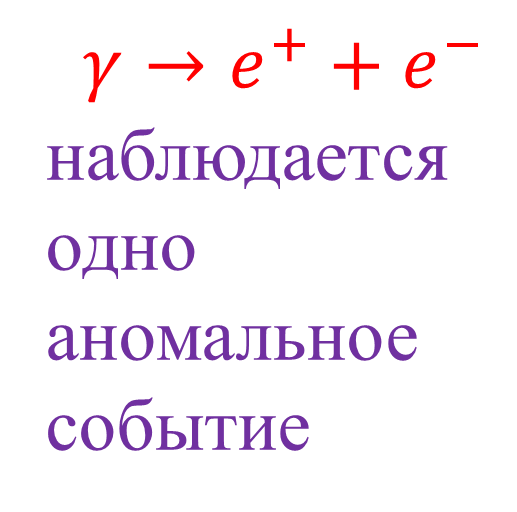 γ → e⁺ + e⁻
наблюдается
одно
аномальное
событие